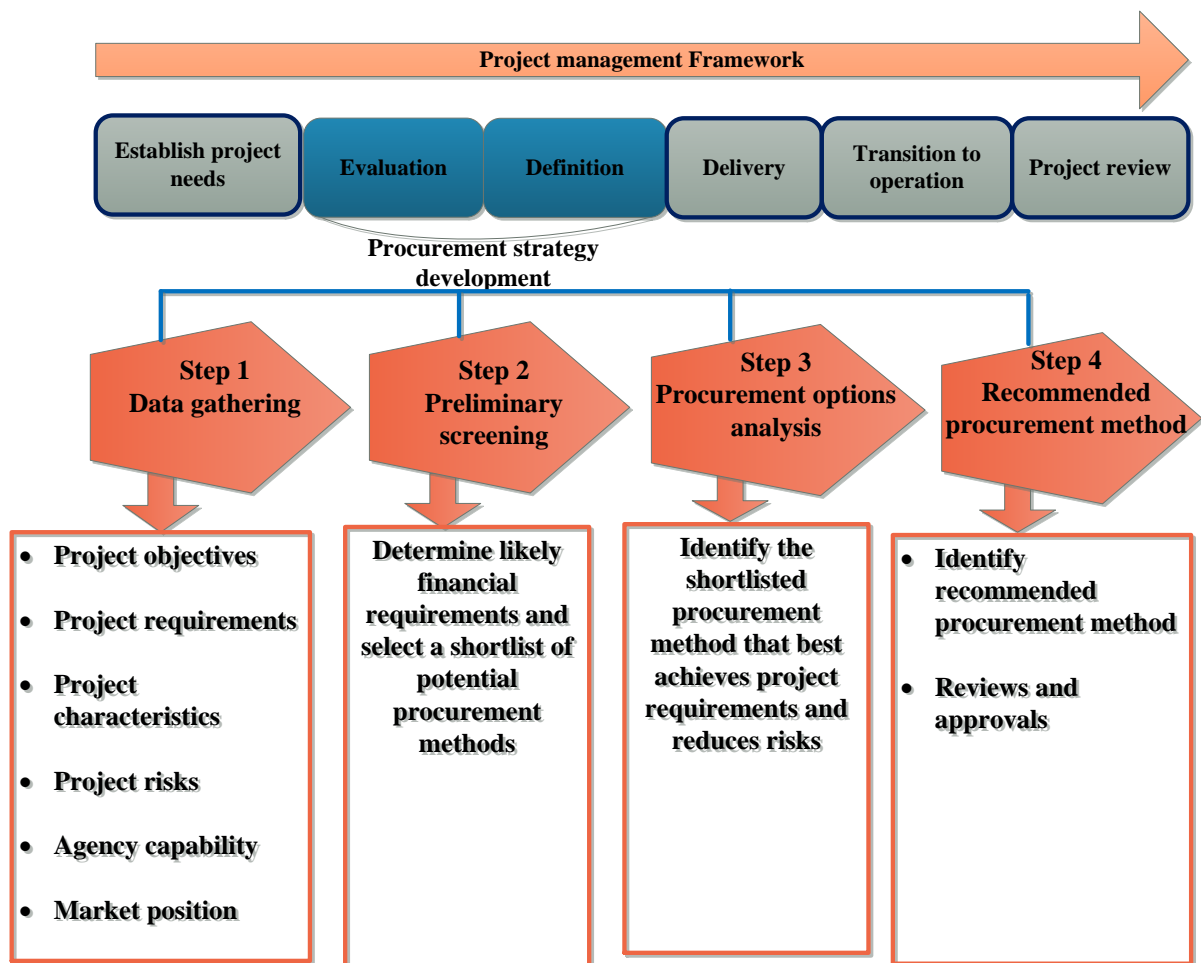 Project management Framework
Establish project
needs
Evaluation
Definition
Delivery
Transition to
operation
Project review
Procurement strategy
development
Step 1
Data gathering
Step 2
Preliminary
screening
Step 3
Procurement options
analysis
Step 4
Recommended
procurement method
• Project objectives
• Project requirements
• Project
characteristics
• Project risks
• Agency capability
• Market position
Determine likely
financial
requirements and
select a shortlist of
potential
procurement
methods
Identify the
shortlisted
procurement
method that best
achieves project
requirements and
reduces risks
• Identify
recommended
procurement method
• Reviews and
approvals